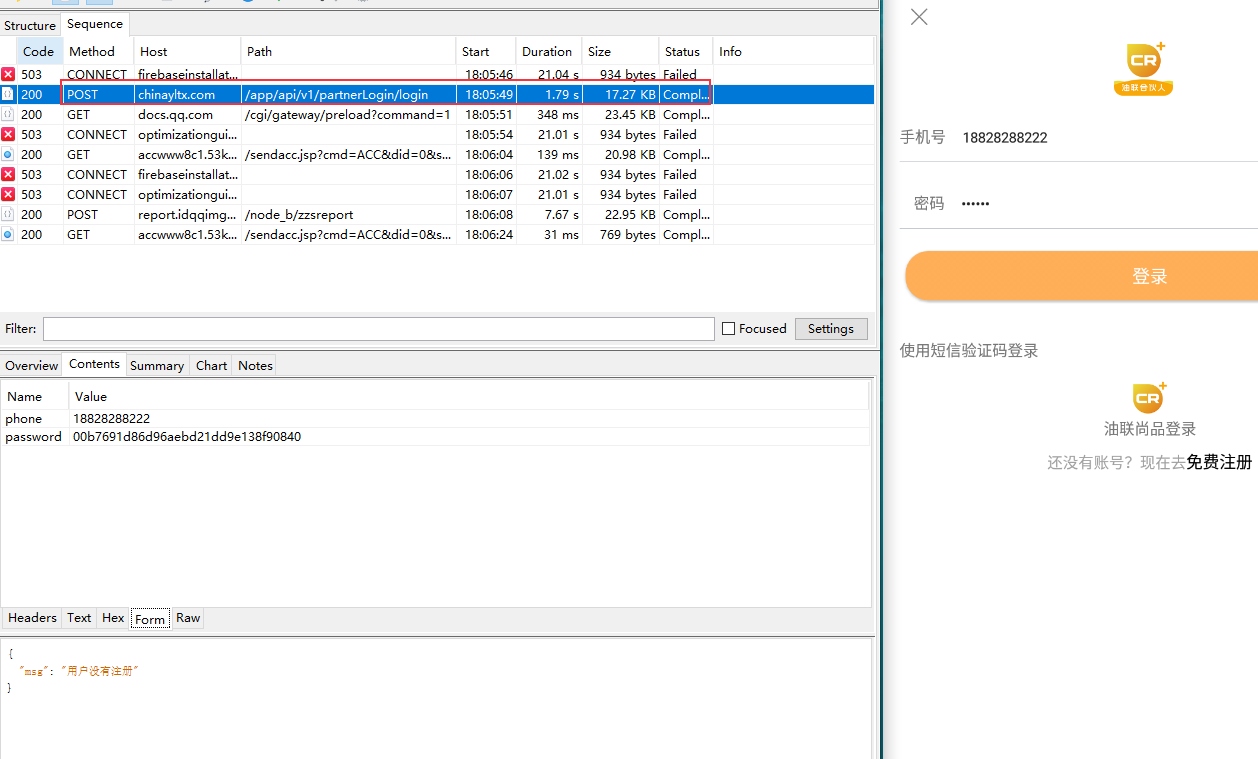 Structure Sequence
Code Method Host Path Start Duration Size Status Info
503 CONNECT firebaseinstallat... 18:05:46 21.04 s 934 bytes Failed
200 POST chinayltx.com /app/api/v1/partnerLogin/login 18:05:49 1.79 s 17.27 KB Compl...
200 GET docs.qq.com /cgi/gateway/preload?command=1 18:05:51 348 ms 23.45 KB Compl...
503 CONNECT optimizationgui... 18:05:54 21.01 s 934 bytes Failed
200 GET accwww8c1.53k... /sendacc.jsp?cmd=ACC&did=0&s... 18:06:04 139 ms 20.98 KB Compl...
503 CONNECT firebaseinstallat... 18:06:06 21.02 s 934 bytes Failed
503 CONNECT optimizationgui... 18:06:07 21.01 s 934 bytes Failed
200 POST report.idqqimg... /node_b/zzsreport 18:06:08 7.67 s 22.95 KB Compl...
200 GET accwww8c1.53k... /sendacc.jsp?cmd=ACC&did=0&s... 18:06:24 31 ms 769 bytes Compl...
Filter: Focused Settings
Overview Contents Summary Chart Notes
Name Value
phone 18828288222
password 00b7691d86d96aebd21dd9e138f90840
Headers Text Hex Form Raw
{
"msg": "用户没有注册"
}
CR+
油联合伙人
手机号 18828288222
密码 ••••••
登录
使用短信验证码登录
CR+
油联尚品登录
还没有账号？现在去免费注册